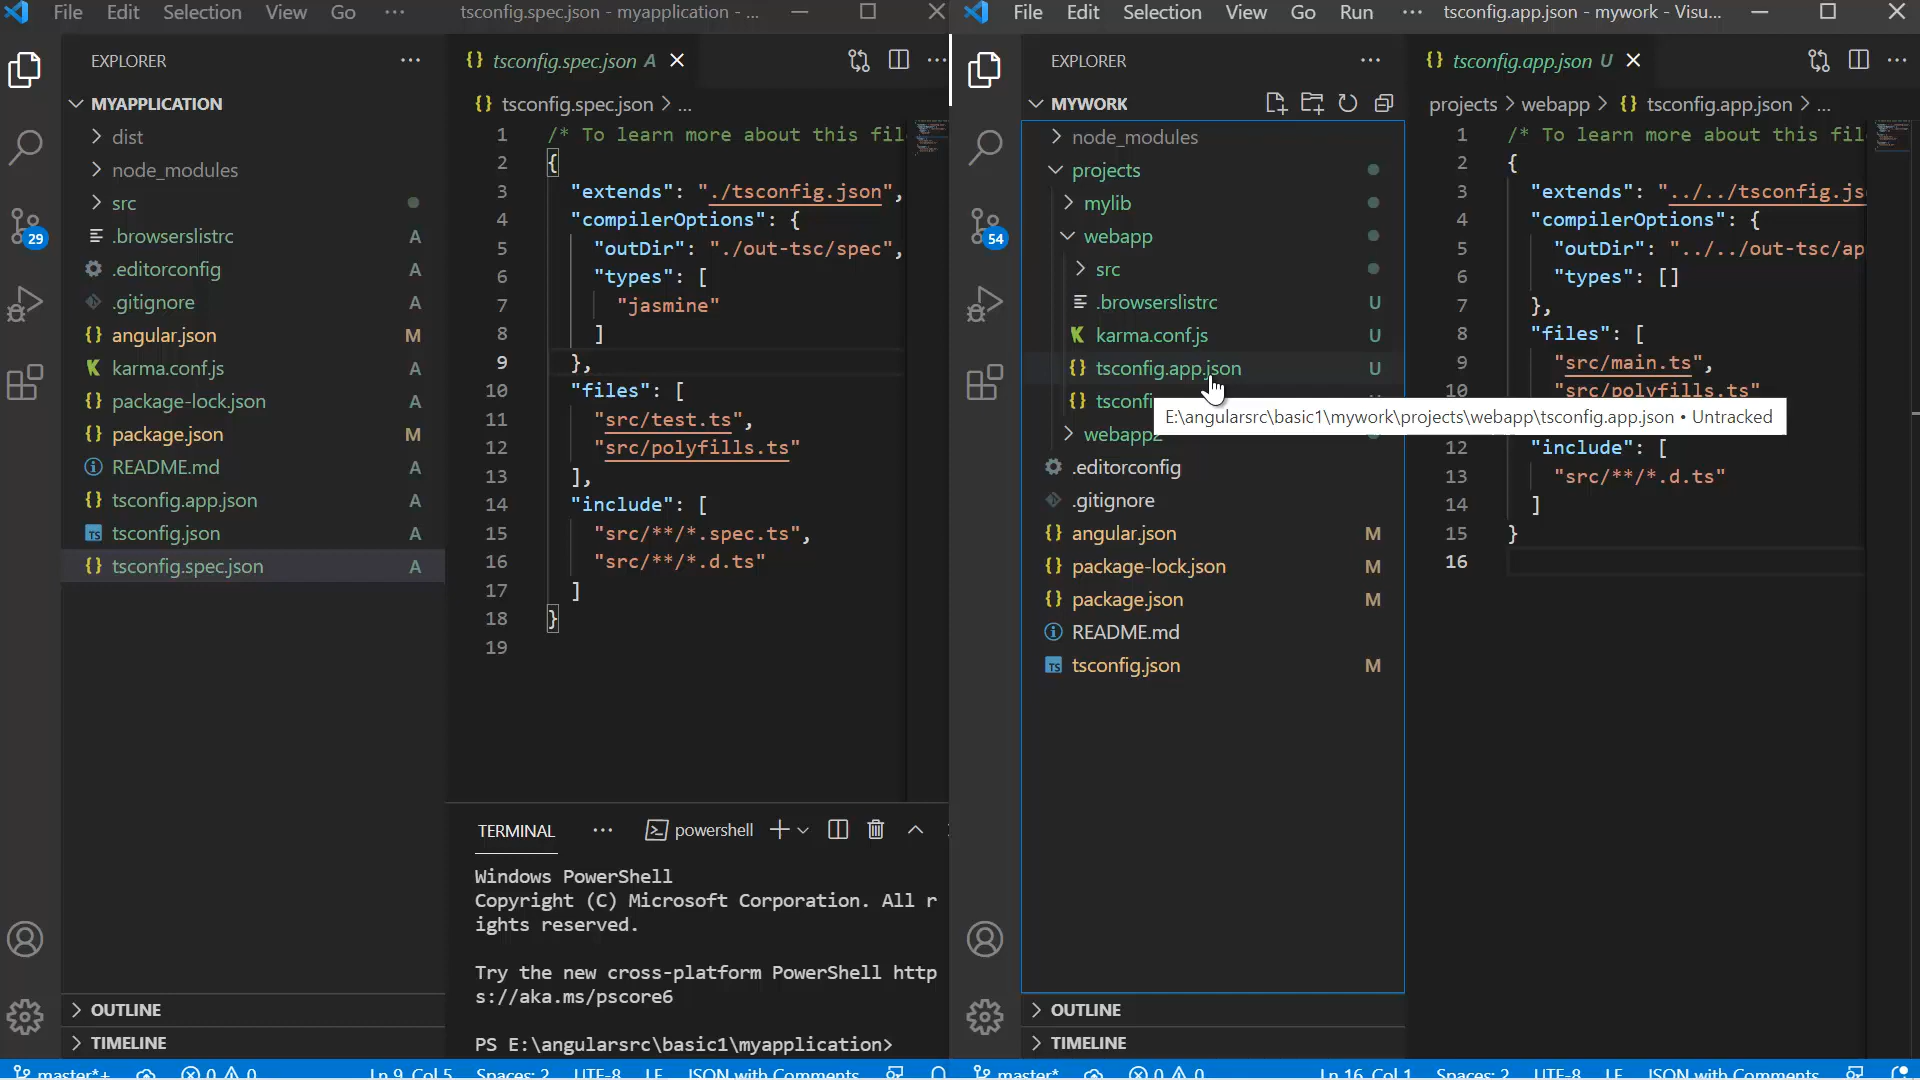 File Edit Selection View Go ··· tsconfig.spec.json - myapplication - ...
EXPLORER
MYAPPLICATION
dist
node_modules
src
.browserslistrc A
.editorconfig A
.gitignore A
angular.json M
karma.conf.js A
package-lock.json A
package.json M
README.md A
tsconfig.app.json A
tsconfig.json A
tsconfig.spec.json A
29
OUTLINE
TIMELINE
tsconfig.spec.json A
tsconfig.spec.json > ...
1 /* To learn more about this fil
2 {
3 "extends": "./tsconfig.json",
4 "compilerOptions": {
5 "outDir": "./out-tsc/spec",
6 "types": [
7 "jasmine"
8 ]
9 },
10 "files": [
11 "src/test.ts",
12 "src/polyfills.ts"
13 ],
14 "include": [
15 "src/**/*.spec.ts",
16 "src/**/*.d.ts"
17 ]
18 }
19
TERMINAL ··· powershell
Windows PowerShell
Copyright (C) Microsoft Corporation. All r
ights reserved.
Try the new cross-platform PowerShell http
s://aka.ms/pscore6
PS E:\angularsrc\basic1\myapplication>
master*+ 0 0 Ln 9, Col 5 Spaces: 2 UTF-8 LF JSON with Comments
File Edit Selection View Go Run ··· tsconfig.app.json - mywork - Visu...
EXPLORER
MYWORK
node_modules
projects
mylib
webapp
src
.browserslistrc U
karma.conf.js U
tsconfig.app.json U
tsconfi
E:\angularsrc\basic1\mywork\projects\webapp\tsconfig.app.json • Untracked
webapp2
.editorconfig
.gitignore
angular.json M
package-lock.json M
package.json M
README.md
tsconfig.json M
54
OUTLINE
TIMELINE
tsconfig.app.json U
projects > webapp > tsconfig.app.json > ...
1 /* To learn more about this fil
2 {
3 "extends": "../../tsconfig.js
4 "compilerOptions": {
5 "outDir": "../../out-tsc/ap
6 "types": []
7 },
8 "files": [
9 "src/main.ts",
10 "src/polyfills.ts"
12 "include": [
13 "src/**/*.d.ts"
14 ]
15 }
16
master* 0 0 Ln 16, Col 1 Spaces: 2 UTF-8 LF JSON with Comments